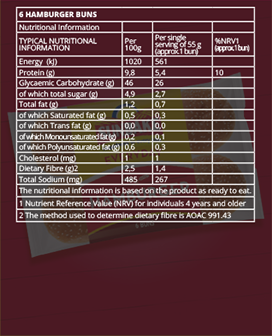 6 HAMBURGER BUNS
Nutritional Information
TYPICAL NUTRITIONAL INFORMATION Per 100g Per single serving of 55 g (approx.1 bun) %NRV1 (approx.1 bun)
Energy (kJ) 1020 561
Protein (g) 9,8 5,4 10
Glycaemic Carbohydrate (g) 46 26
of which total sugar (g) 4,9 2,7
Total fat (g) 1,2 0,7
of which Saturated fat (g) 0,5 0,3
of which Trans fat (g) 0,0 0,0
of which Monounsaturated fat (g) 0,2 0,1
of which Polyunsaturated fat (g) 0,6 0,3
Cholesterol (mg) 1 1
Dietary Fibre (g)2 2,5 1,4
Total Sodium (mg) 485 267
The nutritional information is based on the product as ready to eat.
1 Nutrient Reference Value (NRV) for individuals 4 years and older
2 The method used to determine dietary fibre is AOAC 991.43